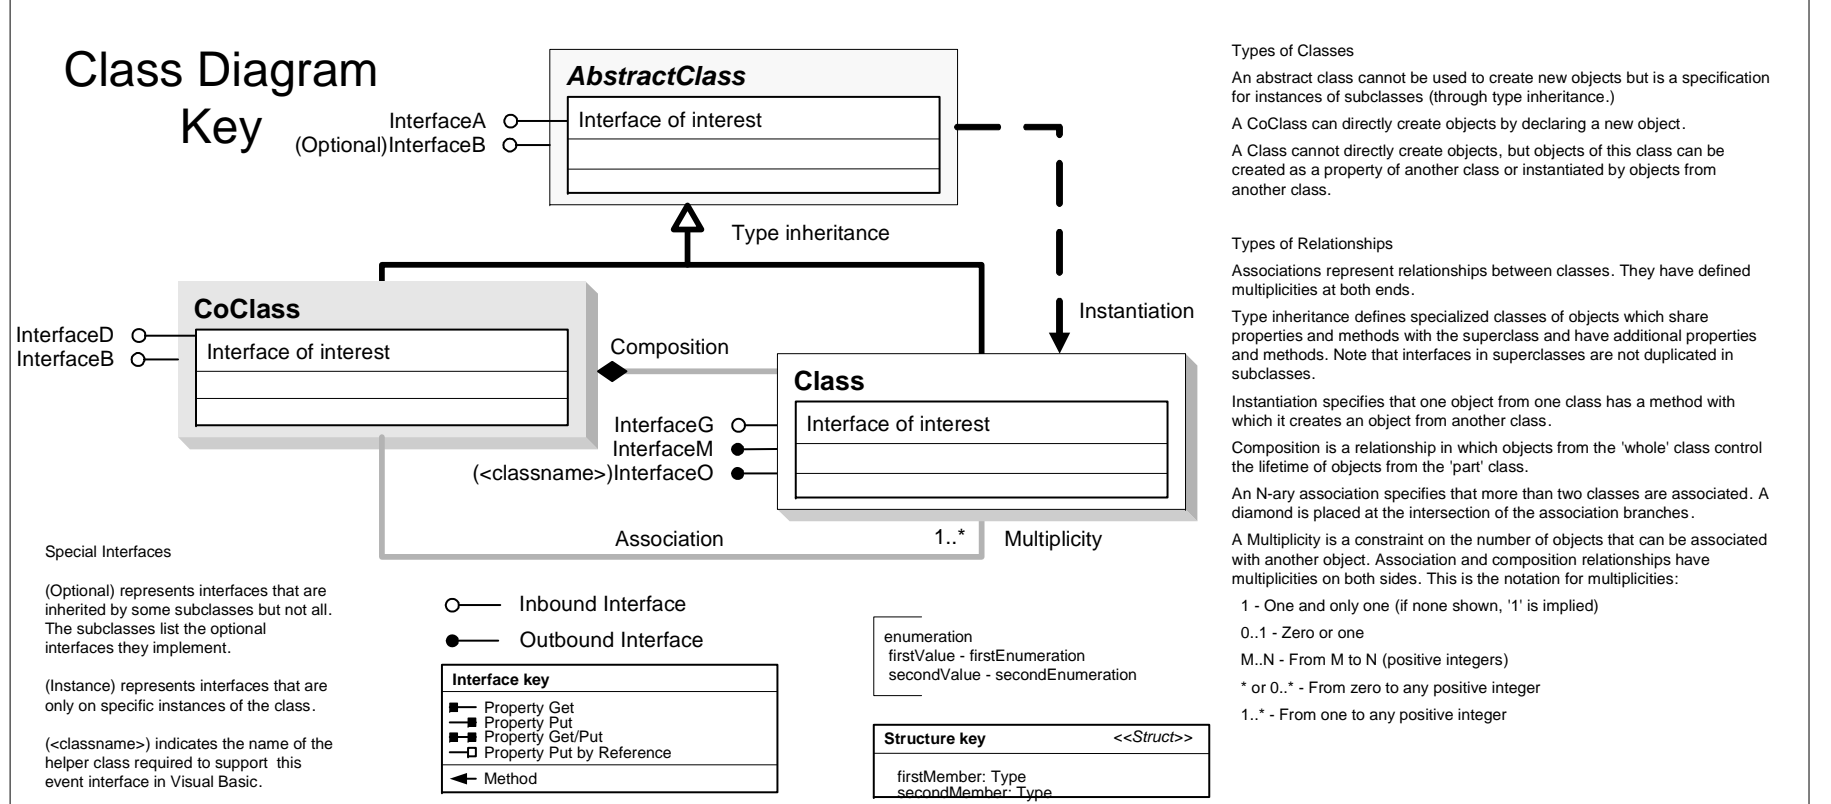 Class Diagram
Key
AbstractClass
Interface of interest
InterfaceA
(Optional)InterfaceB
Type inheritance
CoClass
Interface of interest
InterfaceD
InterfaceB
Composition
Instantiation
Class
Interface of interest
InterfaceG
InterfaceM
(<classname>)InterfaceO
Association
1..*
Multiplicity
Special Interfaces
(Optional) represents interfaces that are
inherited by some subclasses but not all.
The subclasses list the optional
interfaces they implement.
(Instance) represents interfaces that are
only on specific instances of the class.
(<classname>) indicates the name of the
helper class required to support this
event interface in Visual Basic.
Inbound Interface
Outbound Interface
Interface key
Property Get
Property Put
Property Get/Put
Property Put by Reference
Method
enumeration
firstValue - firstEnumeration
secondValue - secondEnumeration
Structure key <<Struct>>
firstMember: Type
secondMember: Type
Types of Classes
An abstract class cannot be used to create new objects but is a specification
for instances of subclasses (through type inheritance.)
A CoClass can directly create objects by declaring a new object.
A Class cannot directly create objects, but objects of this class can be
created as a property of another class or instantiated by objects from
another class.
Types of Relationships
Associations represent relationships between classes. They have defined
multiplicities at both ends.
Type inheritance defines specialized classes of objects which share
properties and methods with the superclass and have additional properties
and methods. Note that interfaces in superclasses are not duplicated in
subclasses.
Instantiation specifies that one object from one class has a method with
which it creates an object from another class.
Composition is a relationship in which objects from the 'whole' class control
the lifetime of objects from the 'part' class.
An N-ary association specifies that more than two classes are associated. A
diamond is placed at the intersection of the association branches.
A Multiplicity is a constraint on the number of objects that can be associated
with another object. Association and composition relationships have
multiplicities on both sides. This is the notation for multiplicities:
1 - One and only one (if none shown, '1' is implied)
0..1 - Zero or one
M..N - From M to N (positive integers)
* or 0..* - From zero to any positive integer
1..* - From one to any positive integer